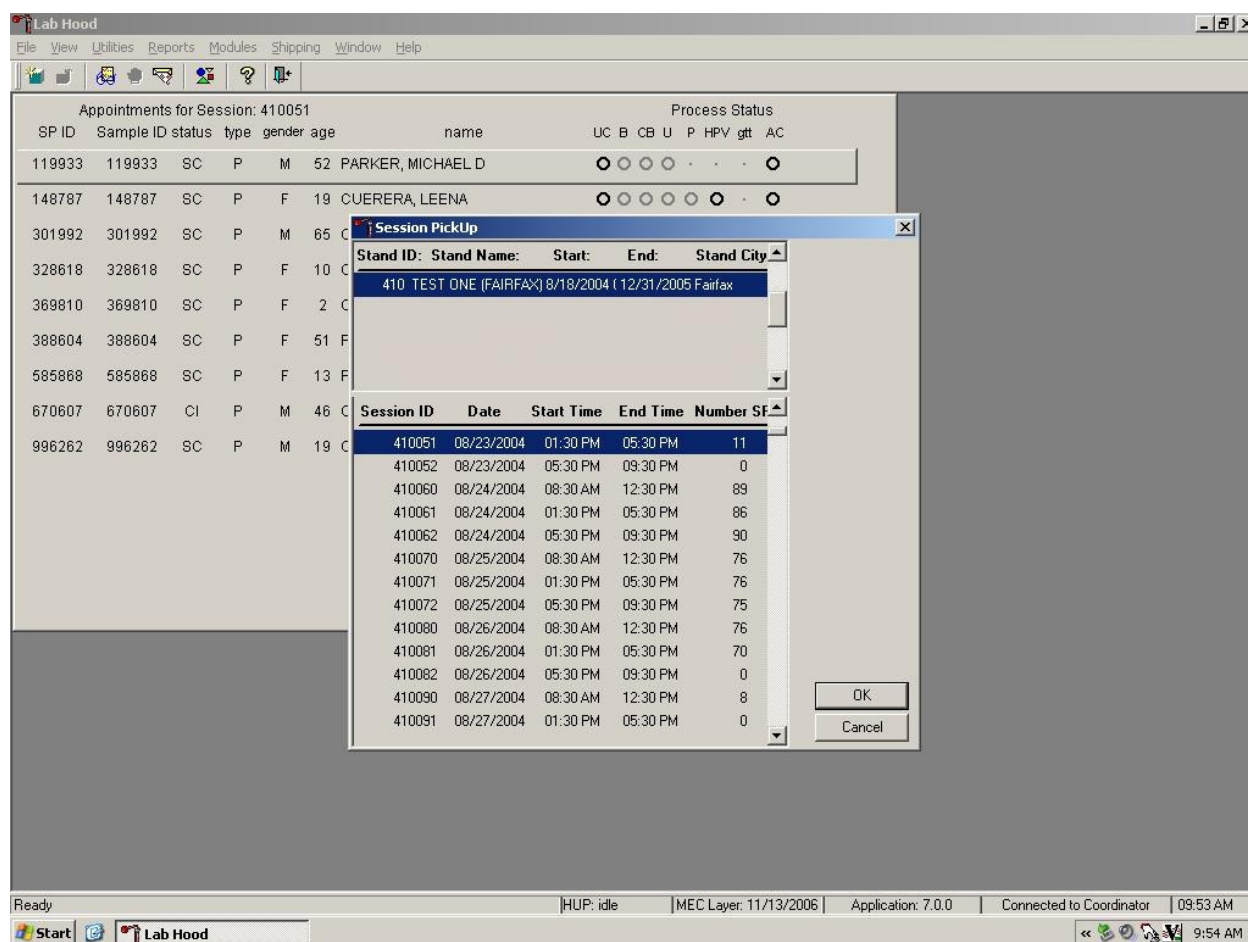 Lab Hood
File View Utilities Reports Modules Shipping Window Help
Appointments for Session: 410051 Process Status
SP ID Sample ID status type gender age name UC B CB U P HPV gtt AC
119933 119933 SC P M 52 PARKER, MICHAEL D
148787 148787 SC P F 19 CUERERA, LEENA
301992 301992 SC P M 65 C
328618 328618 SC P F 10 C
369810 369810 SC P F 2 C
388604 388604 SC P F 51 F
585868 585868 SC P F 13 F
670607 670607 CI P M 46 C
996262 996262 SC P M 19 C
Session PickUp
Stand ID: Stand Name: Start: End: Stand City
410 TEST ONE (FAIRFAX) 8/18/2004 ( 12/31/2005 Fairfax
Session ID Date Start Time End Time Number SF
410051 08/23/2004 01:30 PM 05:30 PM 11
410052 08/23/2004 05:30 PM 09:30 PM 0
410060 08/24/2004 08:30 AM 12:30 PM 89
410061 08/24/2004 01:30 PM 05:30 PM 86
410062 08/24/2004 05:30 PM 09:30 PM 90
410070 08/25/2004 08:30 AM 12:30 PM 76
410071 08/25/2004 01:30 PM 05:30 PM 76
410072 08/25/2004 05:30 PM 09:30 PM 75
410080 08/26/2004 08:30 AM 12:30 PM 76
410081 08/26/2004 01:30 PM 05:30 PM 70
410082 08/26/2004 05:30 PM 09:30 PM 0
410090 08/27/2004 08:30 AM 12:30 PM 8
410091 08/27/2004 01:30 PM 05:30 PM 0
OK
Cancel
Ready HUP: idle MEC Layer: 11/13/2006 Application: 7.0.0 Connected to Coordinator 09:53 AM
Start Lab Hood 9:54 AM